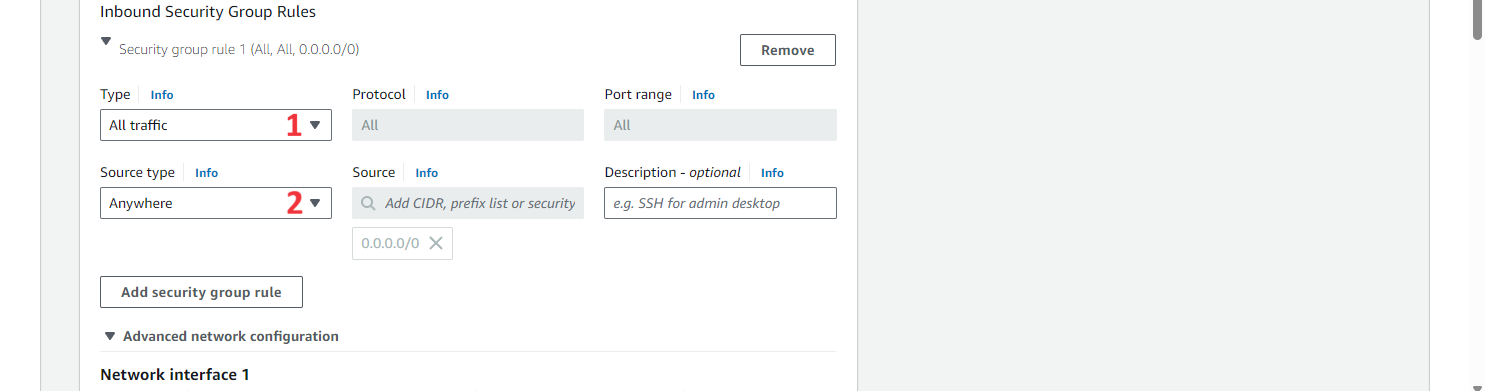 Inbound Security Group Rules
Security group rule 1 (All, All, 0.0.0.0/0)
Remove
Type Info Protocol Info Port range Info
All traffic 1 All All
Source type Info Source Info Description - optional Info
Anywhere 2 Add CIDR, prefix list or security e.g. SSH for admin desktop
0.0.0.0/0
Add security group rule
Advanced network configuration
Network interface 1